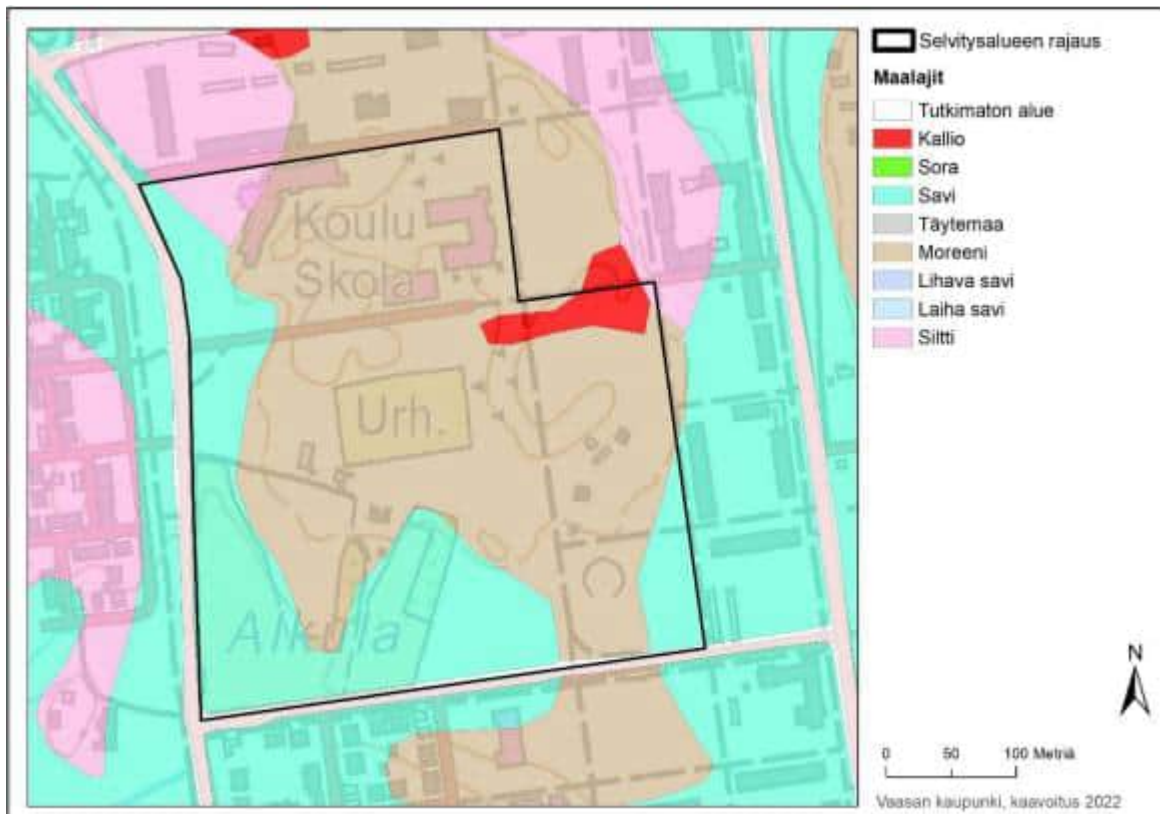 Koulu
Skola
Urh.
Alkula
Selvitysalueen rajaus
Maalajit
Tutkimaton alue
Kallio
Sora
Savi
Täytemaa
Moreeni
Lihava savi
Laiha savi
Siltti
N
0 50 100 Metriä
Vaasan kaupunki, kaavoitus 2022